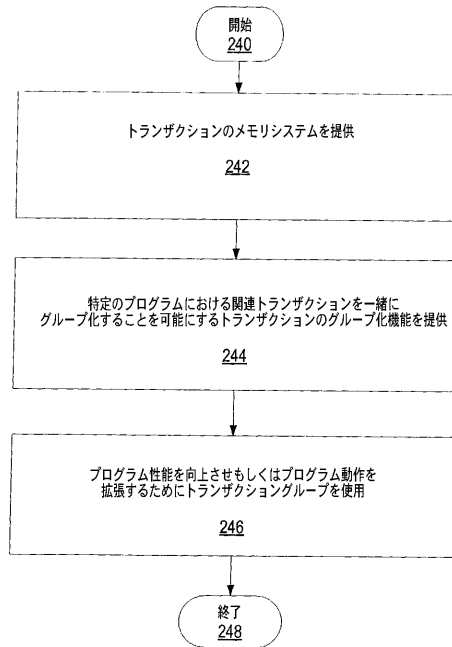 開始
240
トランザクションのメモリシステムを提供
242
特定のプログラムにおける関連トランザクションを一緒に
グループ化することを可能にするトランザクションのグループ化機能を提供
244
プログラム性能を向上させもしくはプログラム動作を
拡張するためにトランザクショングループを使用
246
終了
248